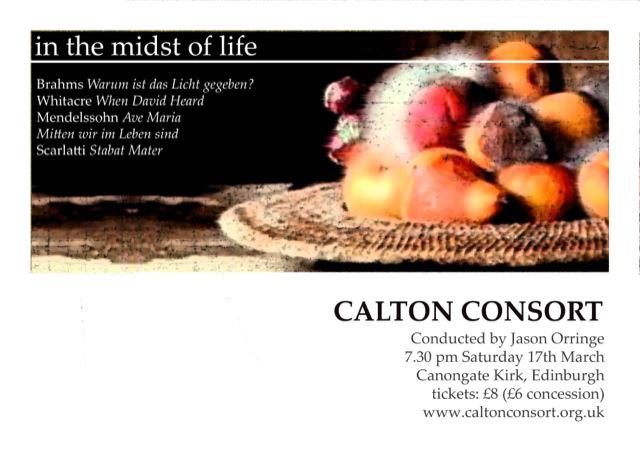 in the midst of life
Brahms Warum ist das Licht gegeben?
Whitacre When David Heard
Mendelssohn Ave Maria
Mitten wir im Leben sind
Scarlatti Stabat Mater
CALTON CONSORT
Conducted by Jason Orringe
7.30 pm Saturday 17th March
Canongate Kirk, Edinburgh
tickets: £8 (£6 concession)
www.caltonconsort.org.uk